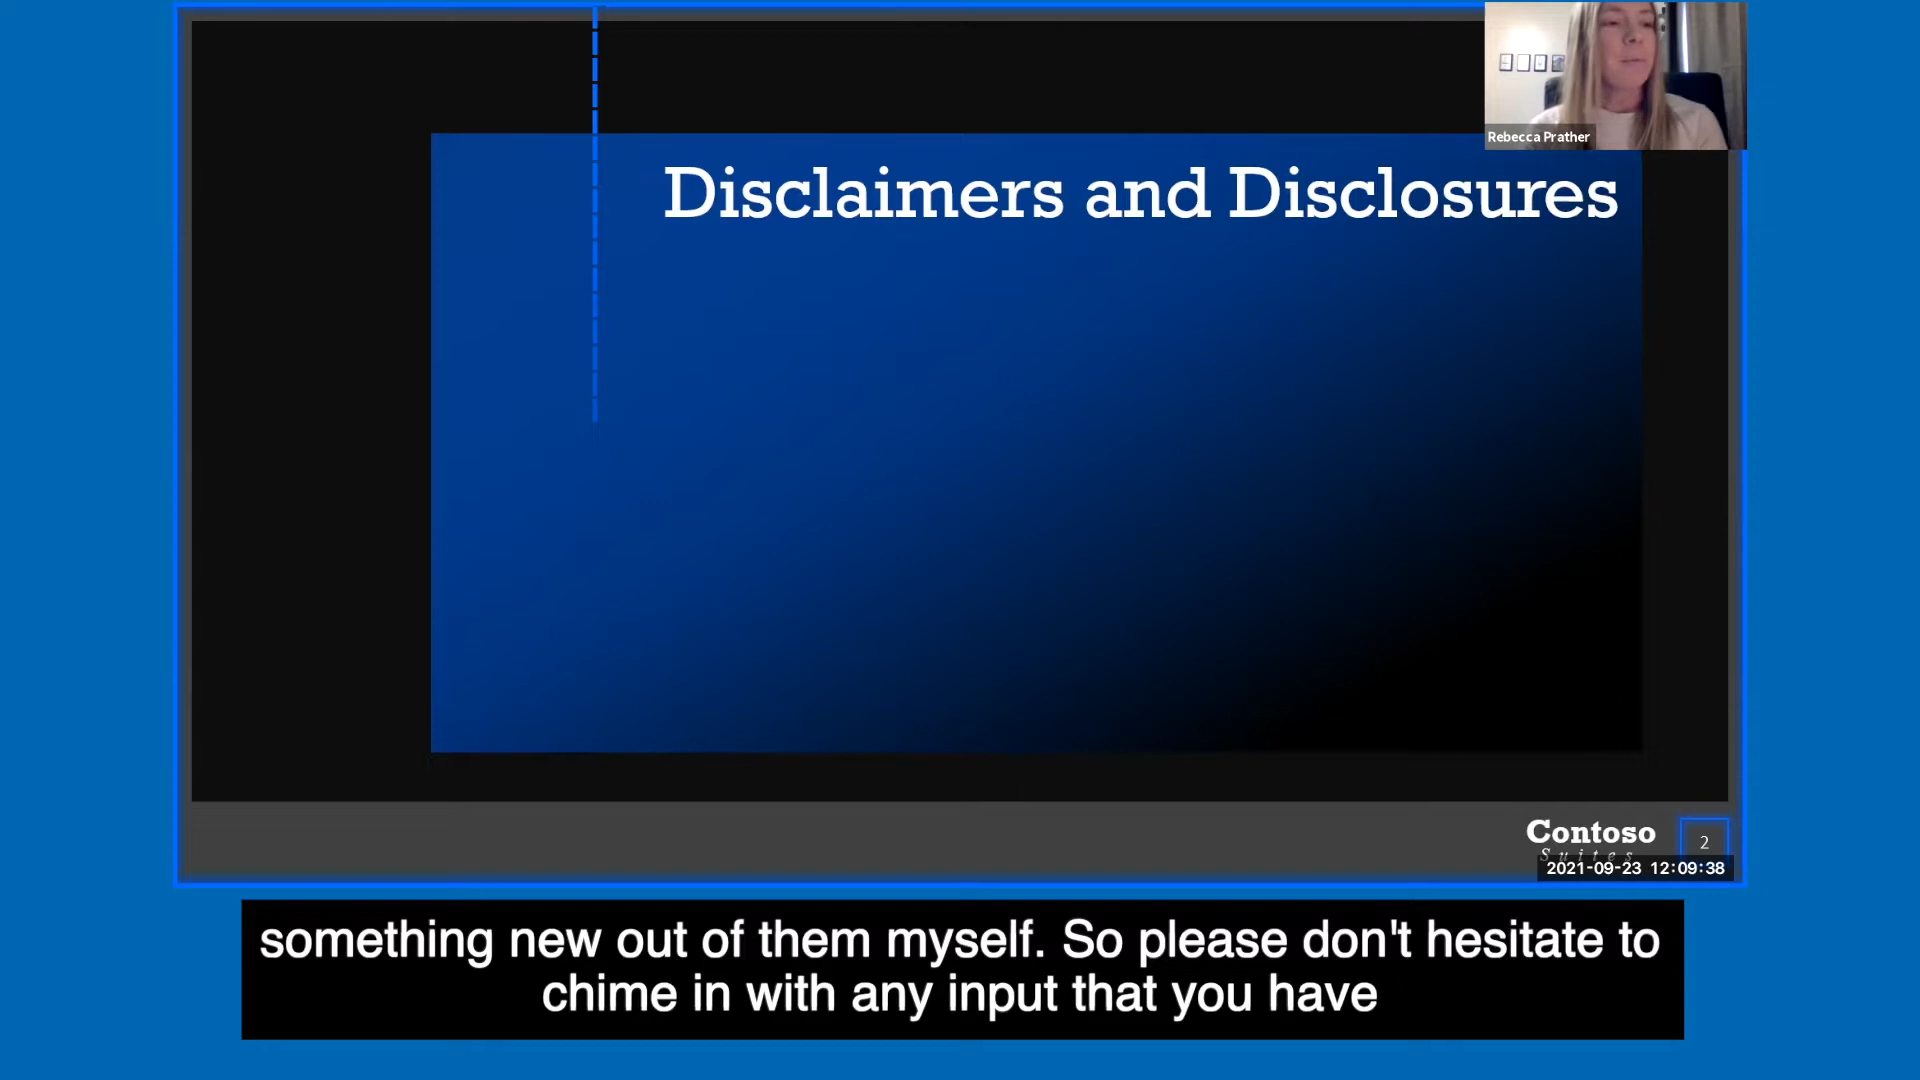 Rebecca Prather
Disclaimers and Disclosures
Contoso
Suites
2
2021-09-23 12:09:38
something new out of them myself. So please don't hesitate to
chime in with any input that you have